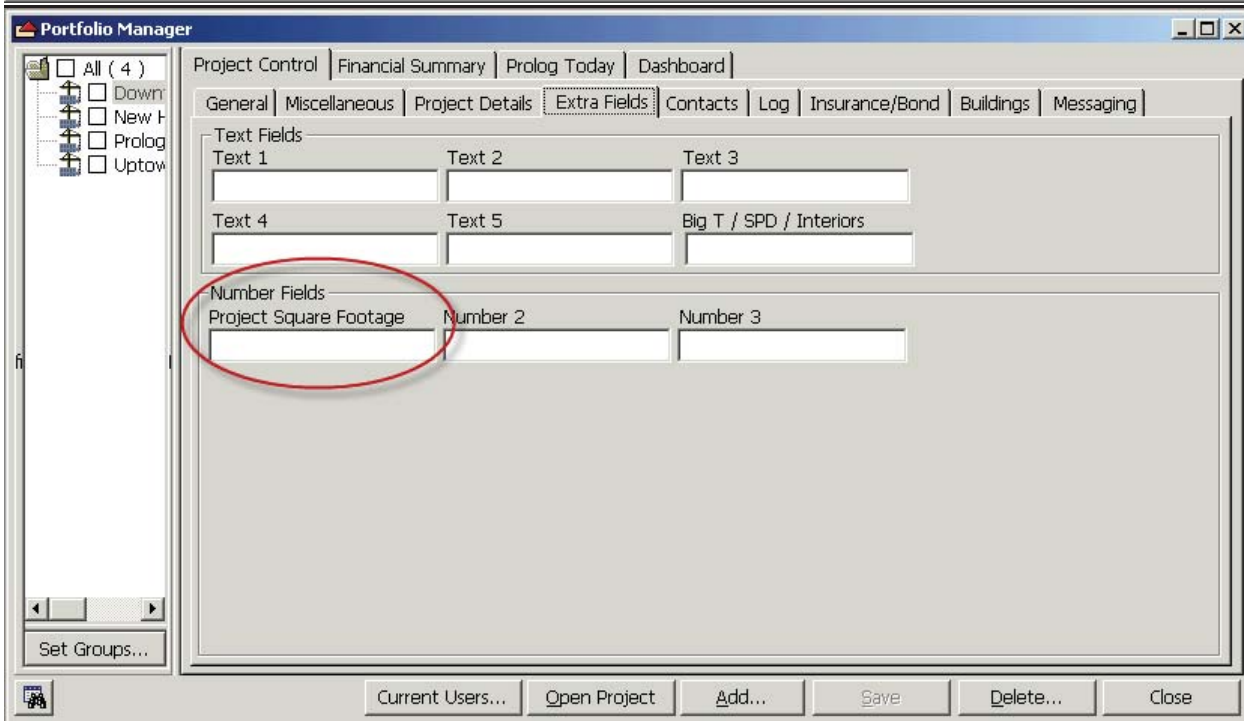 Portfolio Manager
All ( 4 )
Down
New H
Prolog
Uptow
Set Groups...
Project Control Financial Summary Prolog Today Dashboard
General Miscellaneous Project Details Extra Fields Contacts Log Insurance/Bond Buildings Messaging
Text Fields
Text 1 Text 2 Text 3
Text 4 Text 5 Big T / SPD / Interiors
Number Fields
Project Square Footage Number 2 Number 3
fi
Current Users... Open Project Add... Save Delete... Close